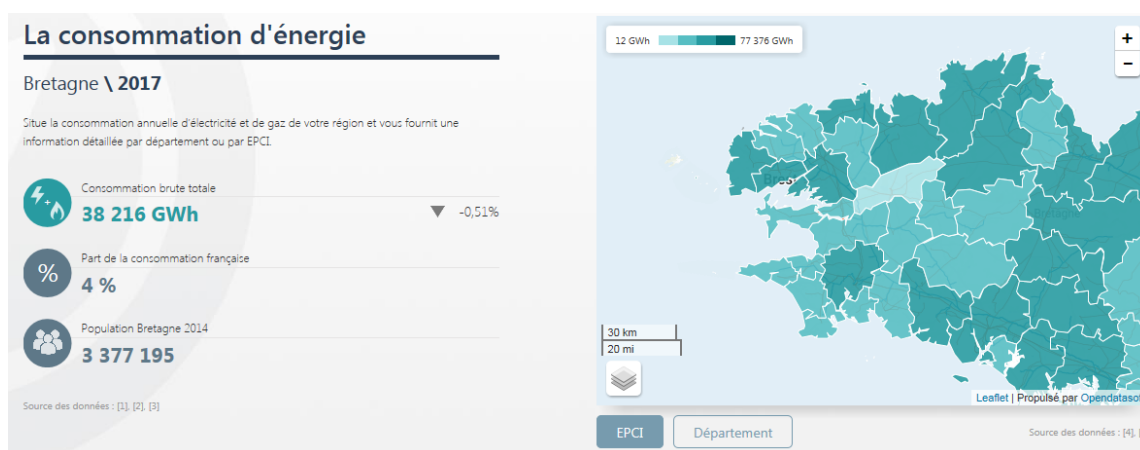 La consommation d'énergie
Bretagne \ 2017
Situe la consommation annuelle d'électricité et de gaz de votre région et vous fournit une
information détaillée par département ou par EPCI.
Consommation brute totale
38 216 GWh
-0,51%
Part de la consommation française
%
4 %
Population Bretagne 2014
3 377 195
Source des données : [1], [2], [3]
12 GWh
77 376 GWh
+
−
Brest
Bretagne
30 km
20 mi
Leaflet | Propulsé par Opendatasof
EPCI
Département
Source des données : [4], [